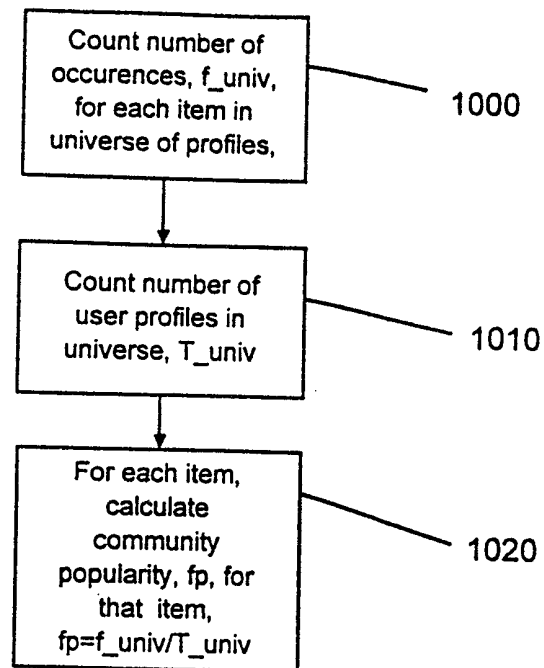 Count number of
occurences, f_univ,
for each item in
universe of profiles,
1000
Count number of
user profiles in
universe, T_univ
1010
For each item,
calculate
community
popularity, fp, for
that item,
fp=f_univ/T_univ
1020